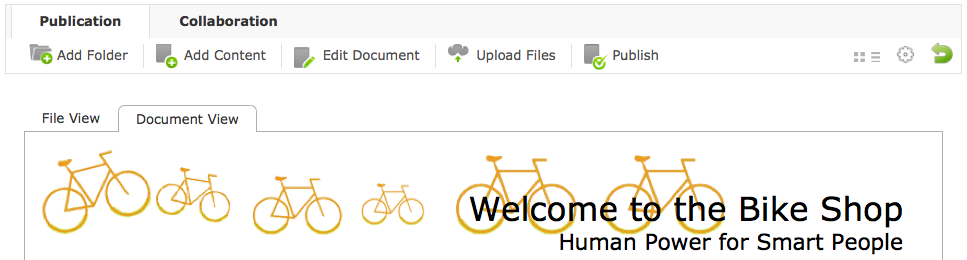 Publication Collaboration
Add Folder Add Content Edit Document Upload Files Publish
File View Document View
Welcome to the Bike Shop
Human Power for Smart People